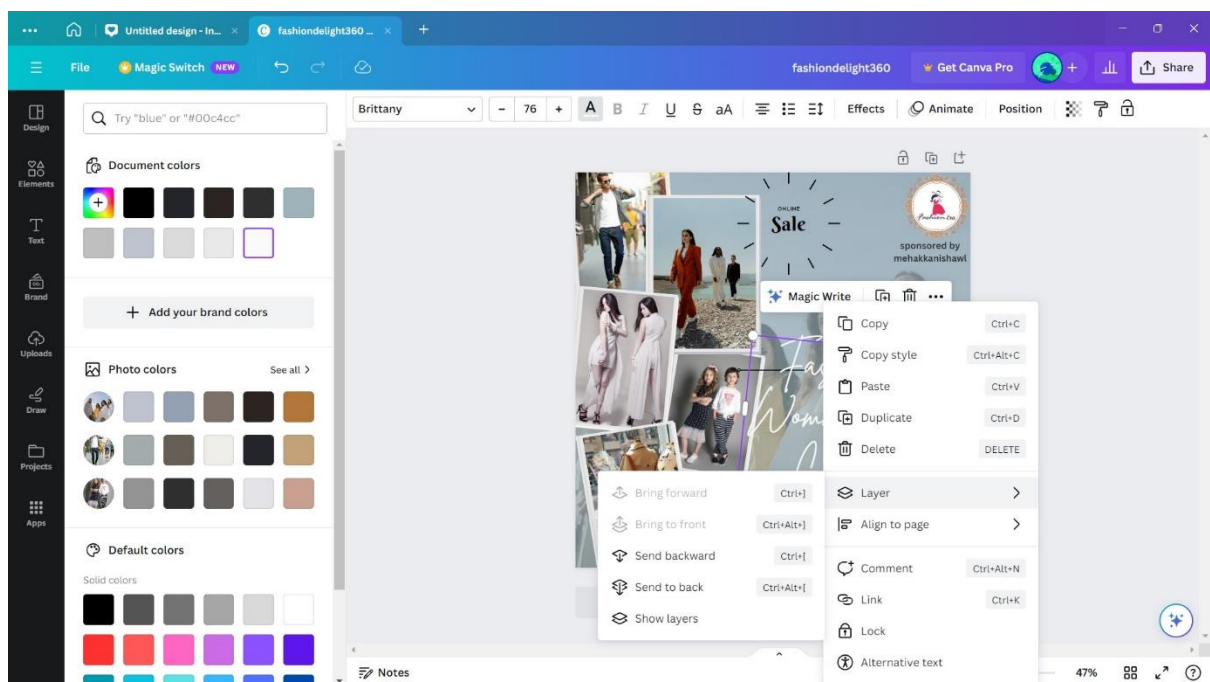 Untitled design - In...
fashiondelight360 ...
File
Magic Switch NEW
fashiondelight360
Get Canva Pro
Share
Design
Elements
Text
Brand
Uploads
Draw
Projects
Apps
Try "blue" or "#00c4cc"
Document colors
+ Add your brand colors
Photo colors
See all >
Default colors
Solid colors
Brittany
- 76 +
A B I U S aA
Effects
Animate
Position
ONLINE
Sale
sponsored by
mehakkanishawl
Magic Write
Wom
Copy Ctrl+C
Copy style Ctrl+Alt+C
Paste Ctrl+V
Duplicate Ctrl+D
Delete DELETE
Layer
Align to page
Comment Ctrl+Alt+N
Link Ctrl+K
Lock
Alternative text
Bring forward Ctrl+]
Bring to front Ctrl+Alt+]
Send backward Ctrl+[
Send to back Ctrl+Alt+[
Show layers
Notes
47%